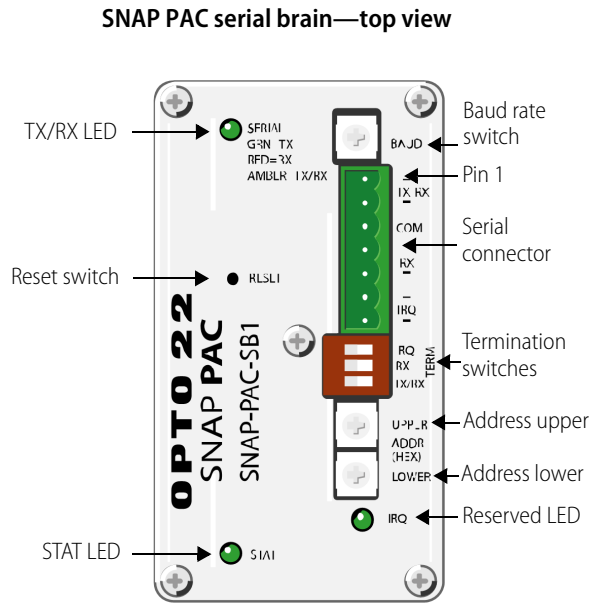 SNAP PAC serial brain—top view
TX/RX LED
SERIAL
GRN TX
RED=RX
AMBER TX/RX
BAUD
Baud rate
switch
Pin 1
TX RX
COM
Serial
connector
RX
Reset switch
RESET
IRQ
OPTO 22
SNAP PAC
SNAP-PAC-SB1
RQ
RX
TX/RX
TERM
Termination
switches
UPPER
Address upper
ADDR
(HEX)
LOWER
Address lower
IRQ
Reserved LED
STAT LED
STAT